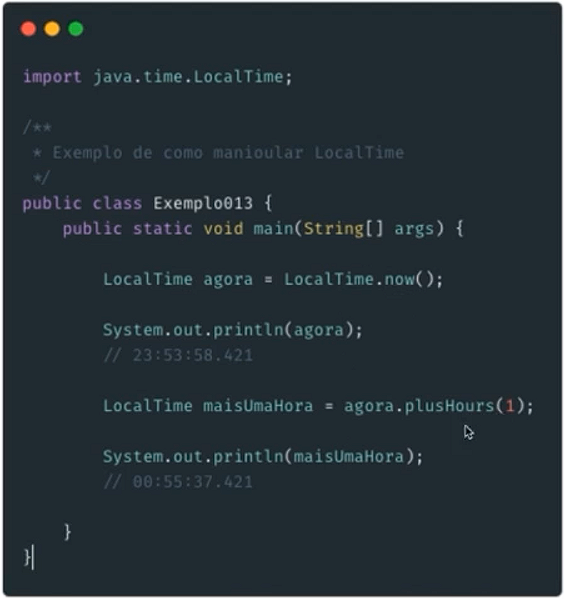 import java.time.LocalTime;
/**
* Exemplo de como manioular LocalTime
*/
public class Exemplo013 {
public static void main(String[] args) {
LocalTime agora = LocalTime.now();
System.out.println(agora);
// 23:53:58.421
LocalTime maisUmaHora = agora.plusHours(1);
System.out.println(maisUmaHora);
// 00:55:37.421
}
}